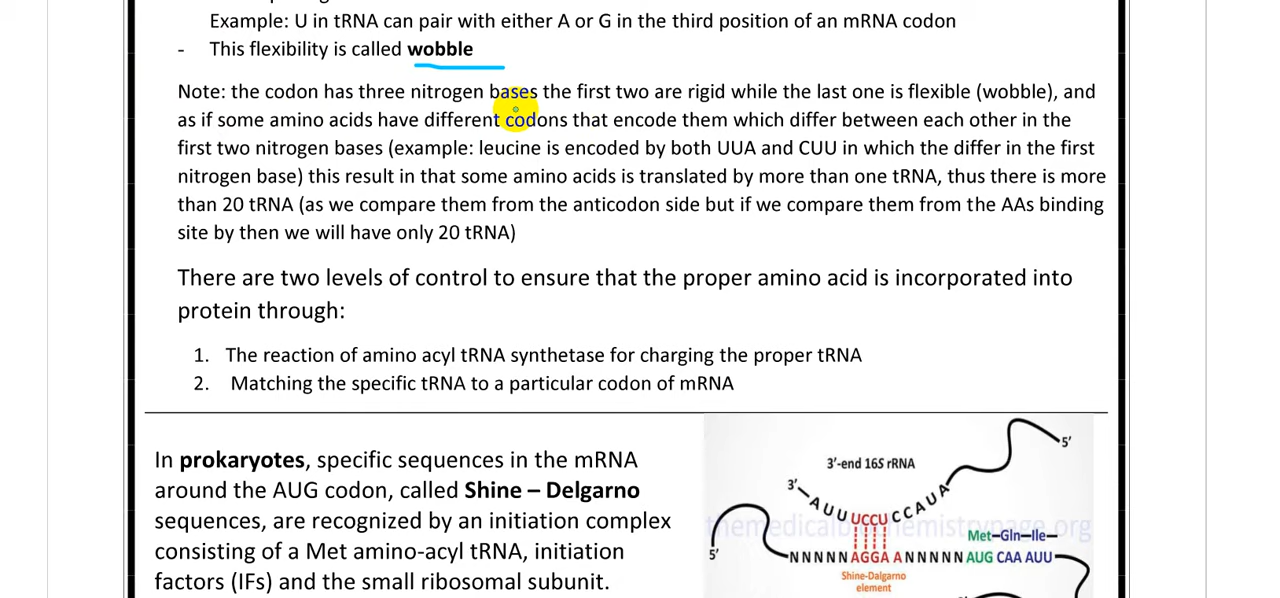 Example: U in tRNA can pair with either A or G in the third position of an mRNA codon
- This flexibility is called wobble
Note: the codon has three nitrogen bases the first two are rigid while the last one is flexible (wobble), and
as if some amino acids have different codons that encode them which differ between each other in the
first two nitrogen bases (example: leucine is encoded by both UUA and CUU in which the differ in the first
nitrogen base) this result in that some amino acids is translated by more than one tRNA, thus there is more
than 20 tRNA (as we compare them from the anticodon side but if we compare them from the AAs binding
site by then we will have only 20 tRNA)
There are two levels of control to ensure that the proper amino acid is incorporated into
protein through:
1. The reaction of amino acyl tRNA synthetase for charging the proper tRNA
2. Matching the specific tRNA to a particular codon of mRNA
In prokaryotes, specific sequences in the mRNA
around the AUG codon, called Shine – Delgarno
sequences, are recognized by an initiation complex
consisting of a Met amino-acyl tRNA, initiation
factors (IFs) and the small ribosomal subunit.
5'
3'-end 16S rRNA
3'
AUUUCCUCCAUA
themedicalbiochemistrypage.org
Met–Gln–Ile–
5'
NNNNNAGGAANNNNNAUG CAA AUU
Shine-Dalgarno
element